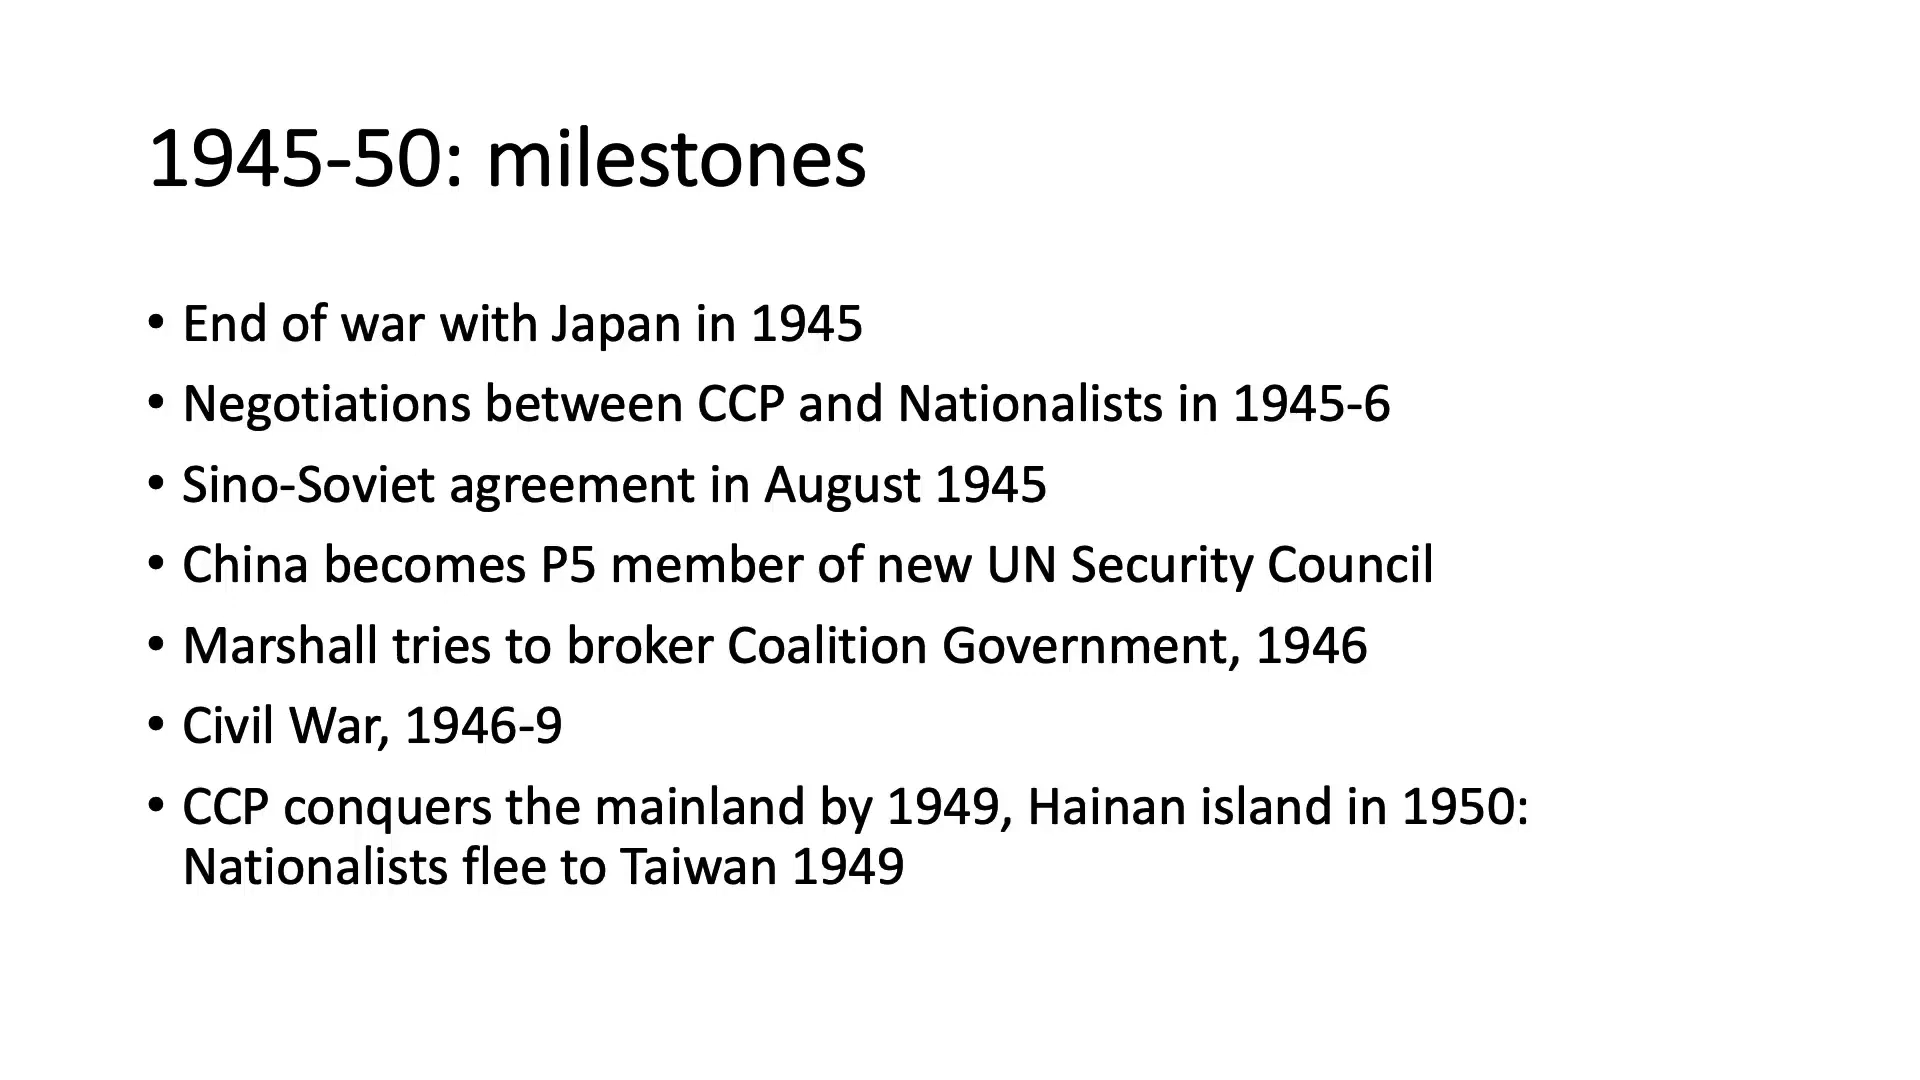 1945-50: milestones
• End of war with Japan in 1945
• Negotiations between CCP and Nationalists in 1945-6
• Sino-Soviet agreement in August 1945
• China becomes P5 member of new UN Security Council
• Marshall tries to broker Coalition Government, 1946
• Civil War, 1946-9
• CCP conquers the mainland by 1949, Hainan island in 1950:
Nationalists flee to Taiwan 1949